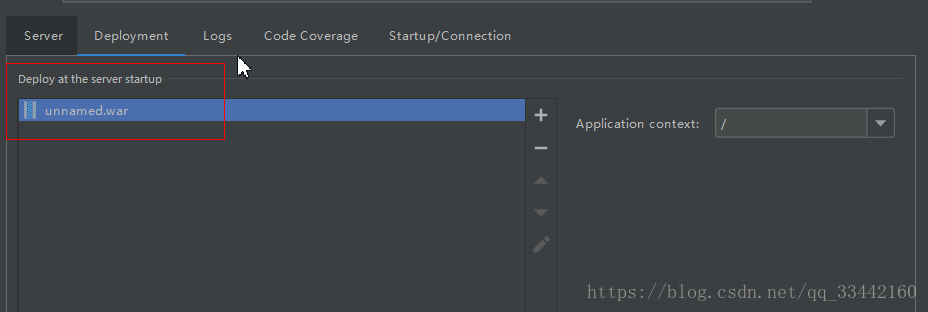 Server Deployment Logs Code Coverage Startup/Connection
Deploy at the server startup
unnamed.war
Application context: /
https://blog.csdn.net/qq_33442160